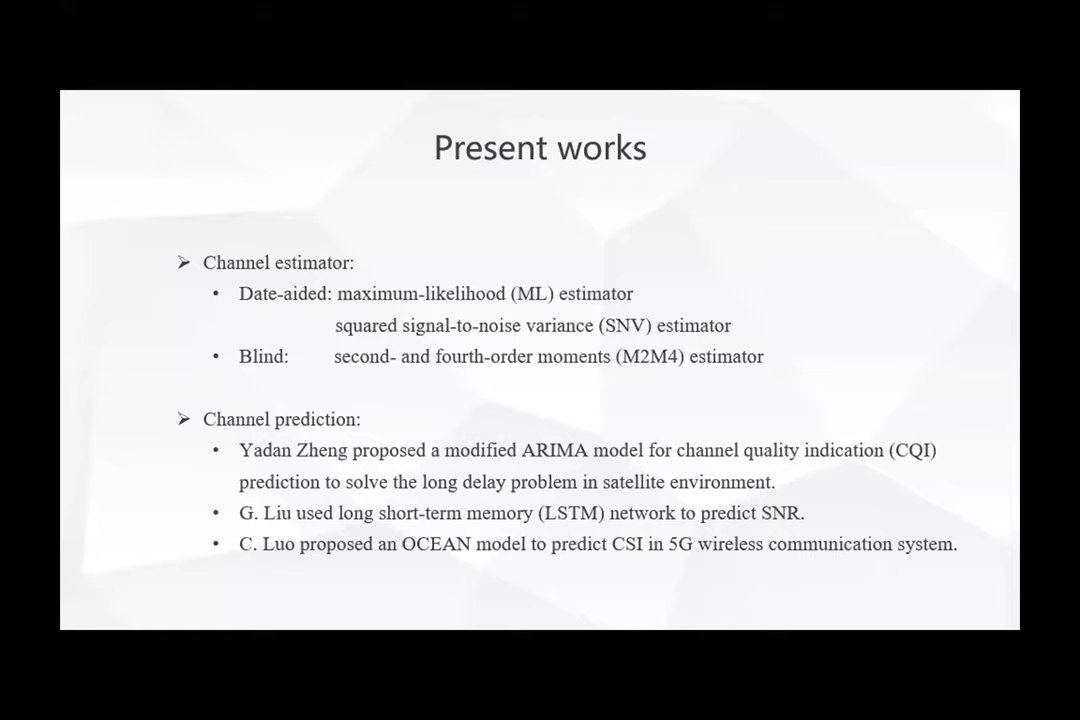 Present works
➢ Channel estimator:
• Date-aided: maximum-likelihood (ML) estimator
squared signal-to-noise variance (SNV) estimator
• Blind: second- and fourth-order moments (M2M4) estimator
➢ Channel prediction:
• Yadan Zheng proposed a modified ARIMA model for channel quality indication (CQI)
prediction to solve the long delay problem in satellite environment.
• G. Liu used long short-term memory (LSTM) network to predict SNR.
• C. Luo proposed an OCEAN model to predict CSI in 5G wireless communication system.